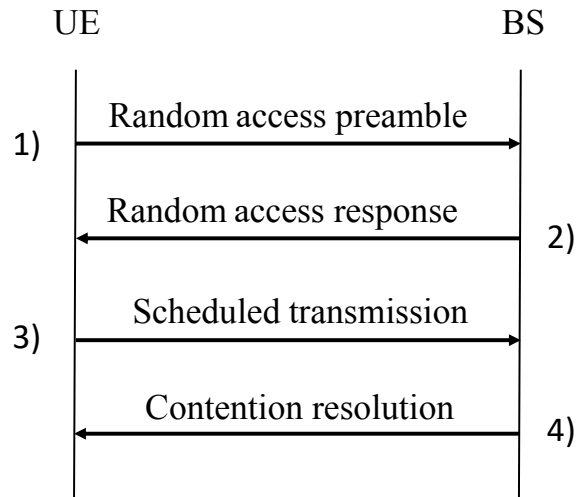 UE BS
1) Random access preamble
Random access response 2)
3) Scheduled transmission
Contention resolution 4)